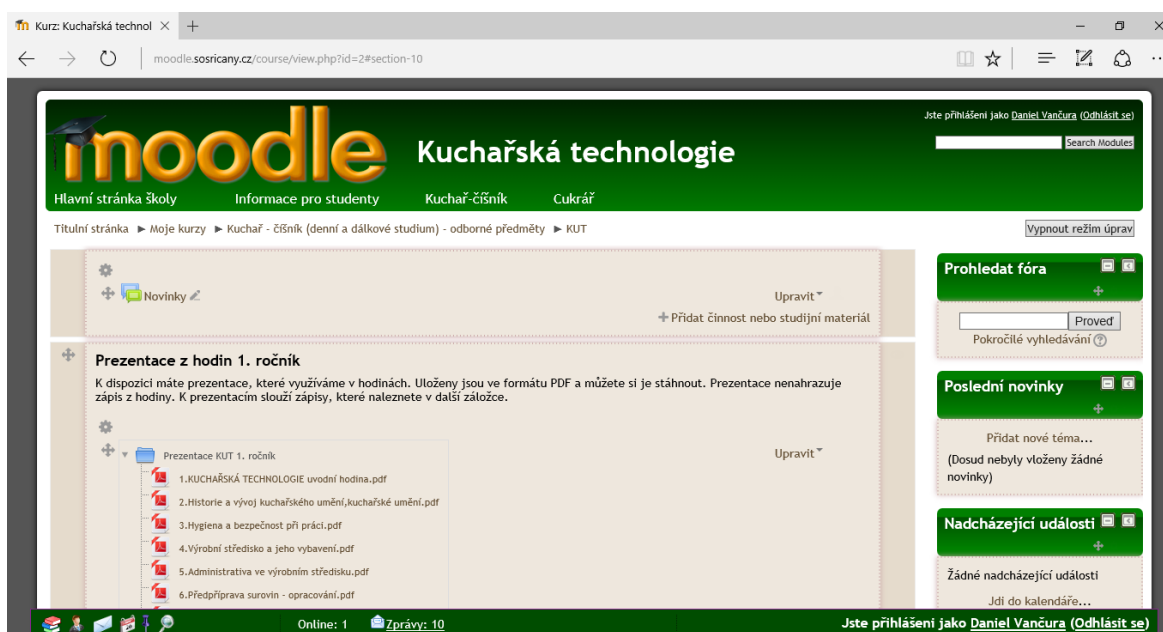 Kurz: Kuchařská technol
moodle.sosricany.cz/course/view.php?id=2#section-10
Jste přihlášeni jako Daniel Vančura (Odhlásit se)
moodle
Kuchařská technologie
Search Modules
Hlavní stránka školy Informace pro studenty Kuchař-číšník Cukrář
Titulní stránka ► Moje kurzy ► Kuchař - číšník (denní a dálkové studium) - odborné předměty ► KUT
Vypnout režim úprav
Novinky
Upravit
Přidat činnost nebo studijní materiál
Prezentace z hodin 1. ročník
K dispozici máte prezentace, které využíváme v hodinách. Uloženy jsou ve formátu PDF a můžete si je stáhnout. Prezentace nenahrazuje
zápis z hodiny. K prezentacím slouží zápisy, které naleznete v další záložce.
Prezentace KUT 1. ročník
Upravit
1.KUCHAŘSKÁ TECHNOLOGIE uvodní hodina.pdf
2.Historie a vývoj kuchařského umění,kuchařské umění.pdf
3.Hygiena a bezpečnost při práci.pdf
4.Výrobní středisko a jeho vybavení.pdf
5.Administrativa ve výrobním středisku.pdf
6.Předpříprava surovin - opracování.pdf
Prohledat fóra
Proveď
Pokročilé vyhledávání
Poslední novinky
Přidat nové téma...
(Dosud nebyly vloženy žádné
novinky)
Nadcházející události
Žádné nadcházející události
Jdi do kalendáře...
Online: 1 Zprávy: 10 Jste přihlášeni jako Daniel Vančura (Odhlásit se)